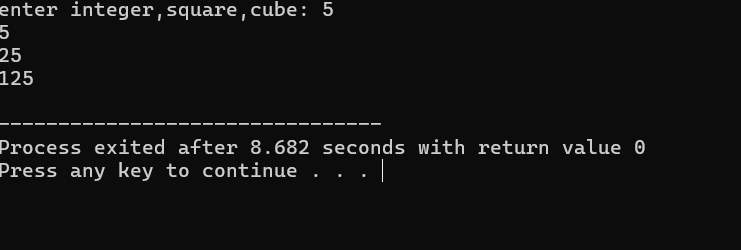 enter integer,square,cube: 5
5
25
125
--------------------------------
Process exited after 8.682 seconds with return value 0
Press any key to continue . . .